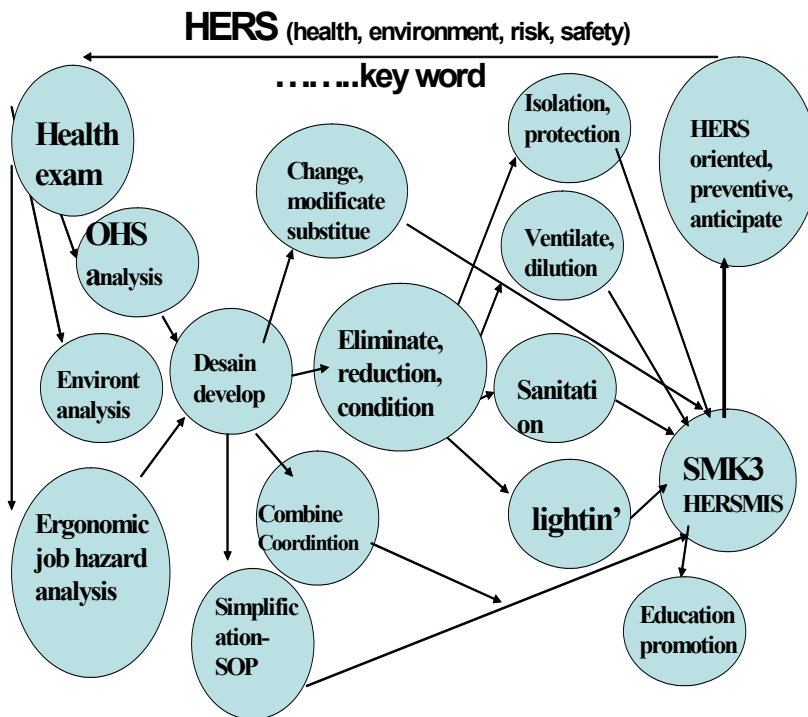 HERS (health, environment, risk, safety)
……..key word
Health
exam
OHS
analysis
Environt
analysis
Ergonomic
job hazard
analysis
Change,
modificate
substitue
Desain
develop
Combine
Coordintion
Simplific
ation-
SOP
Eliminate,
reduction,
condition
Isolation,
protection
Ventilate,
dilution
Sanitati
on
lightin’
HERS
oriented,
preventive,
anticipate
SMK3
HERSMIS
Education
promotion